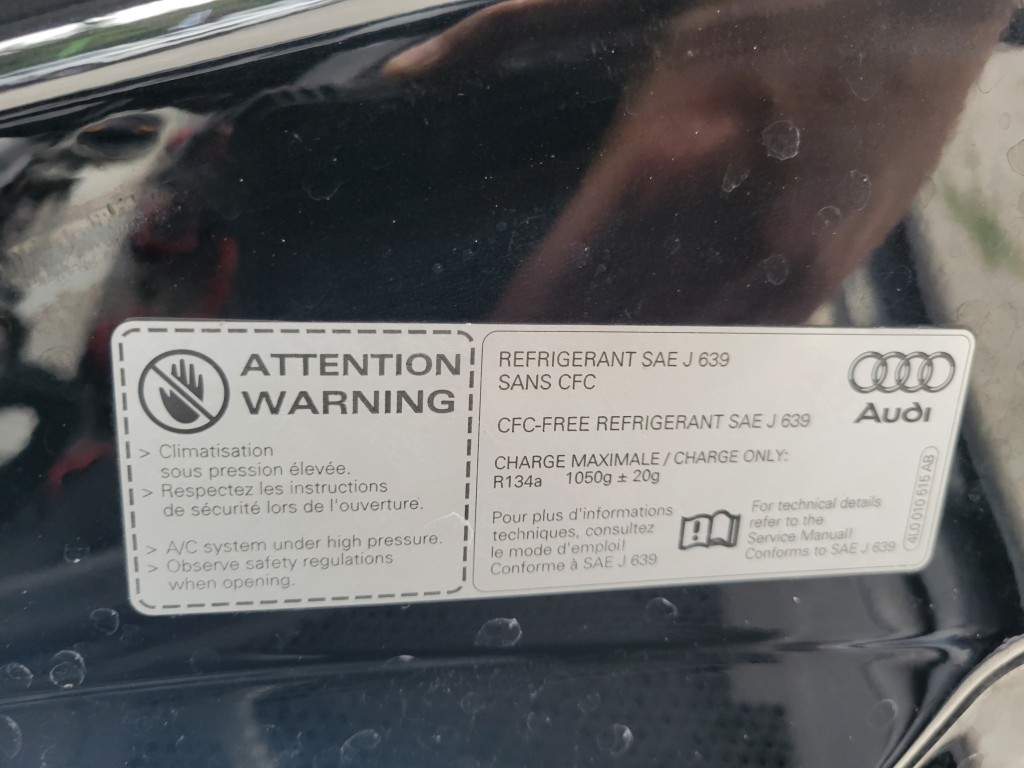 ATTENTION
WARNING
> Climatisation
sous pression élevée.
> Respectez les instructions
de sécurité lors de l'ouverture.
> A/C system under high pressure.
> Observe safety regulations
when opening.
REFRIGERANT SAE J 639
SANS CFC
CFC-FREE REFRIGERANT SAE J 639
CHARGE MAXIMALE / CHARGE ONLY:
R134a 1050g ± 20g
Pour plus d'informations
techniques, consultez
le mode d'emploi!
Conforme à SAE J 639
For technical details
refer to the
Service Manual!
Conforms to SAE J 639
Audi
4L0 010 615 AB